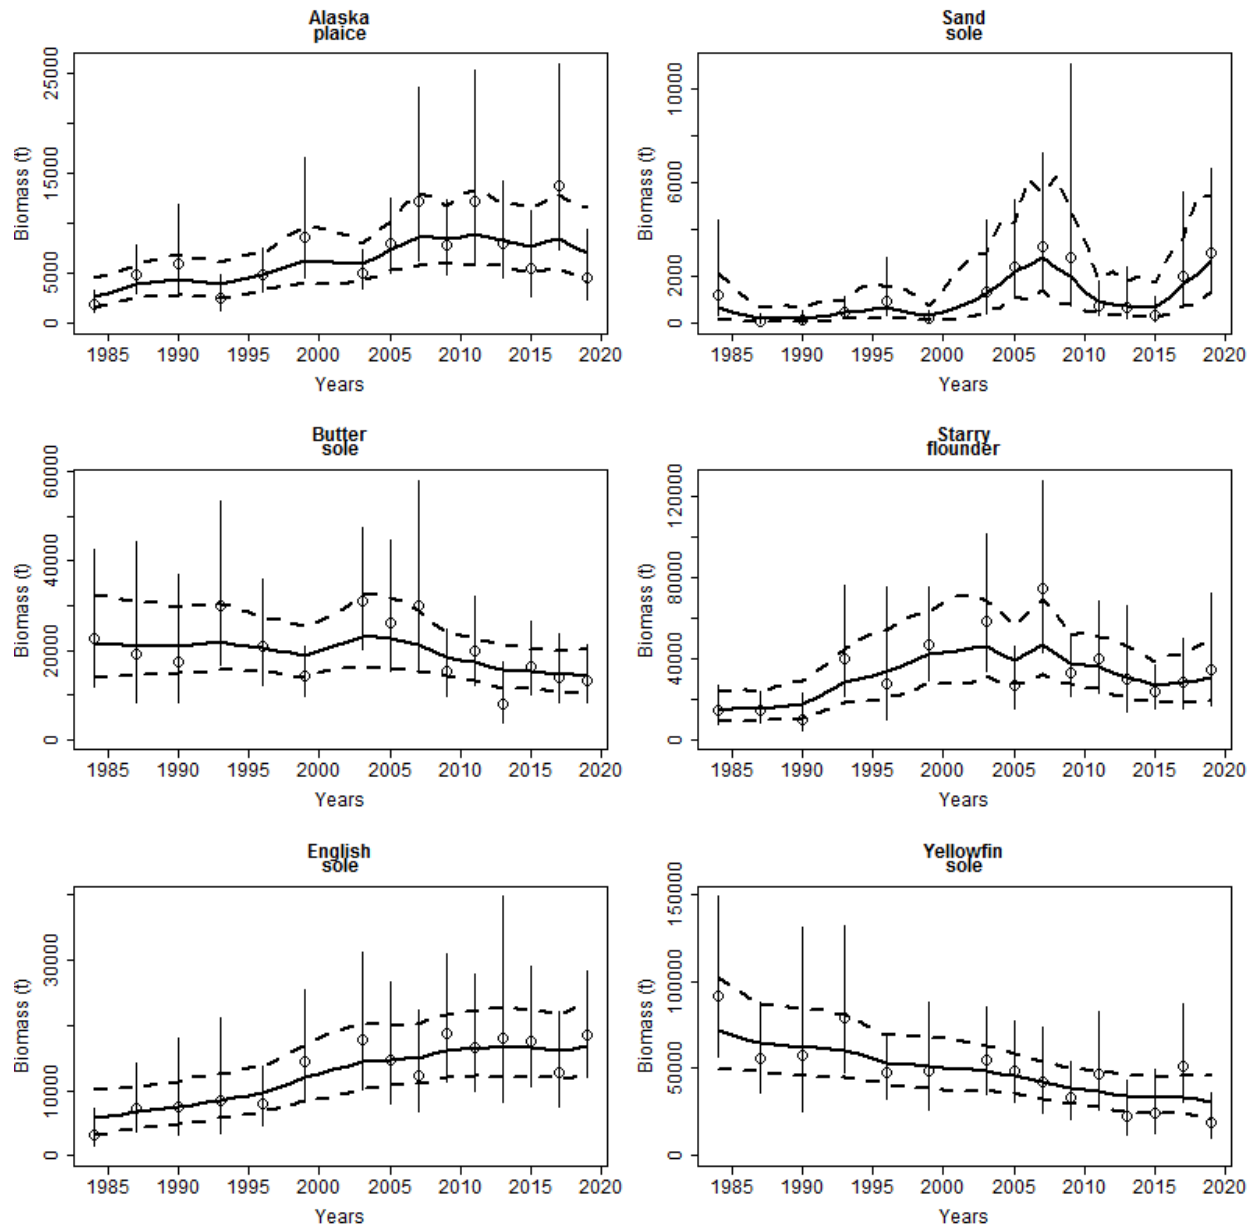 Alaska
plaice
Biomass (t)
0 5000 15000 25000
1985 1990 1995 2000 2005 2010 2015 2020
Years
Sand
sole
Biomass (t)
0 2000 6000 10000
1985 1990 1995 2000 2005 2010 2015 2020
Years
Butter
sole
Biomass (t)
0 20000 40000 60000
1985 1990 1995 2000 2005 2010 2015 2020
Years
Starry
flounder
Biomass (t)
0 40000 80000 120000
1985 1990 1995 2000 2005 2010 2015 2020
Years
English
sole
Biomass (t)
0 10000 30000
1985 1990 1995 2000 2005 2010 2015 2020
Years
Yellowfin
sole
Biomass (t)
0 50000 100000 150000
1985 1990 1995 2000 2005 2010 2015 2020
Years